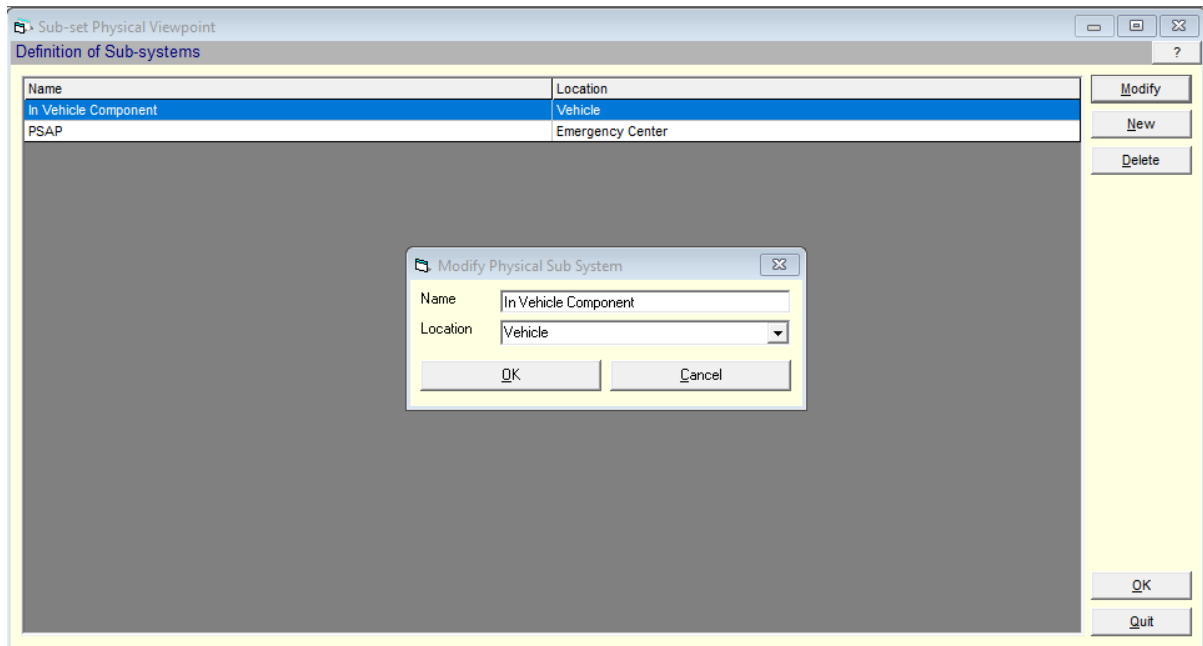 Sub-set Physical Viewpoint
Definition of Sub-systems
?
Name Location
In Vehicle Component Vehicle
PSAP Emergency Center
Modify
New
Delete
Modify Physical Sub System
Name In Vehicle Component
Location Vehicle
OK Cancel
OK
Quit